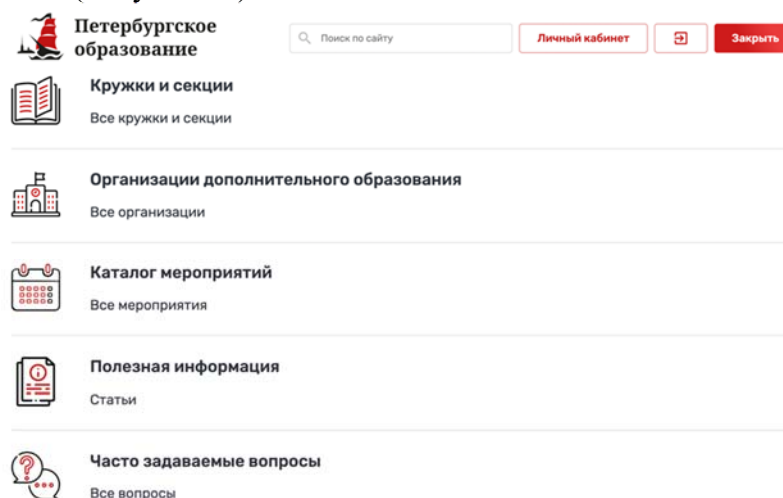 Петербургское
образование
Поиск по сайту
Личный кабинет
Закрыть
Кружки и секции
Все кружки и секции
Организации дополнительного образования
Все организации
Каталог мероприятий
Все мероприятия
Полезная информация
Статьи
Часто задаваемые вопросы
Все вопросы